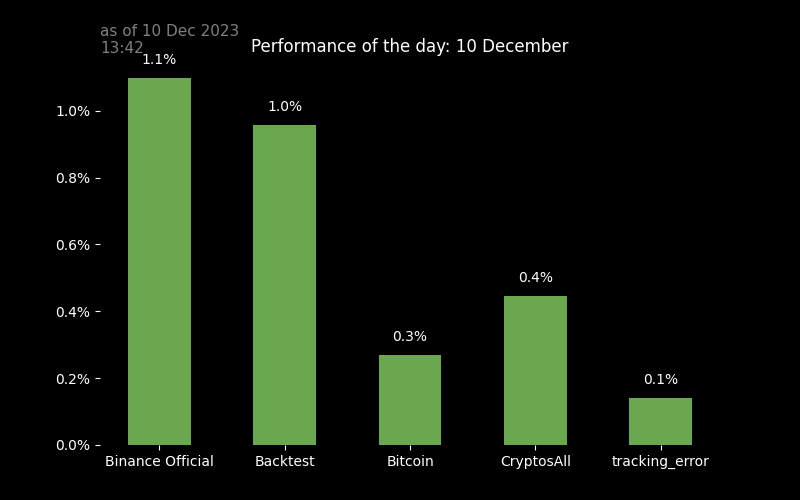 as of 10 Dec 2023
13:42
Performance of the day: 10 December
1.1%
1.0%
0.3%
0.4%
0.1%
1.0%
0.8%
0.6%
0.4%
0.2%
0.0%
Binance Official
Backtest
Bitcoin
CryptosAll
tracking_error